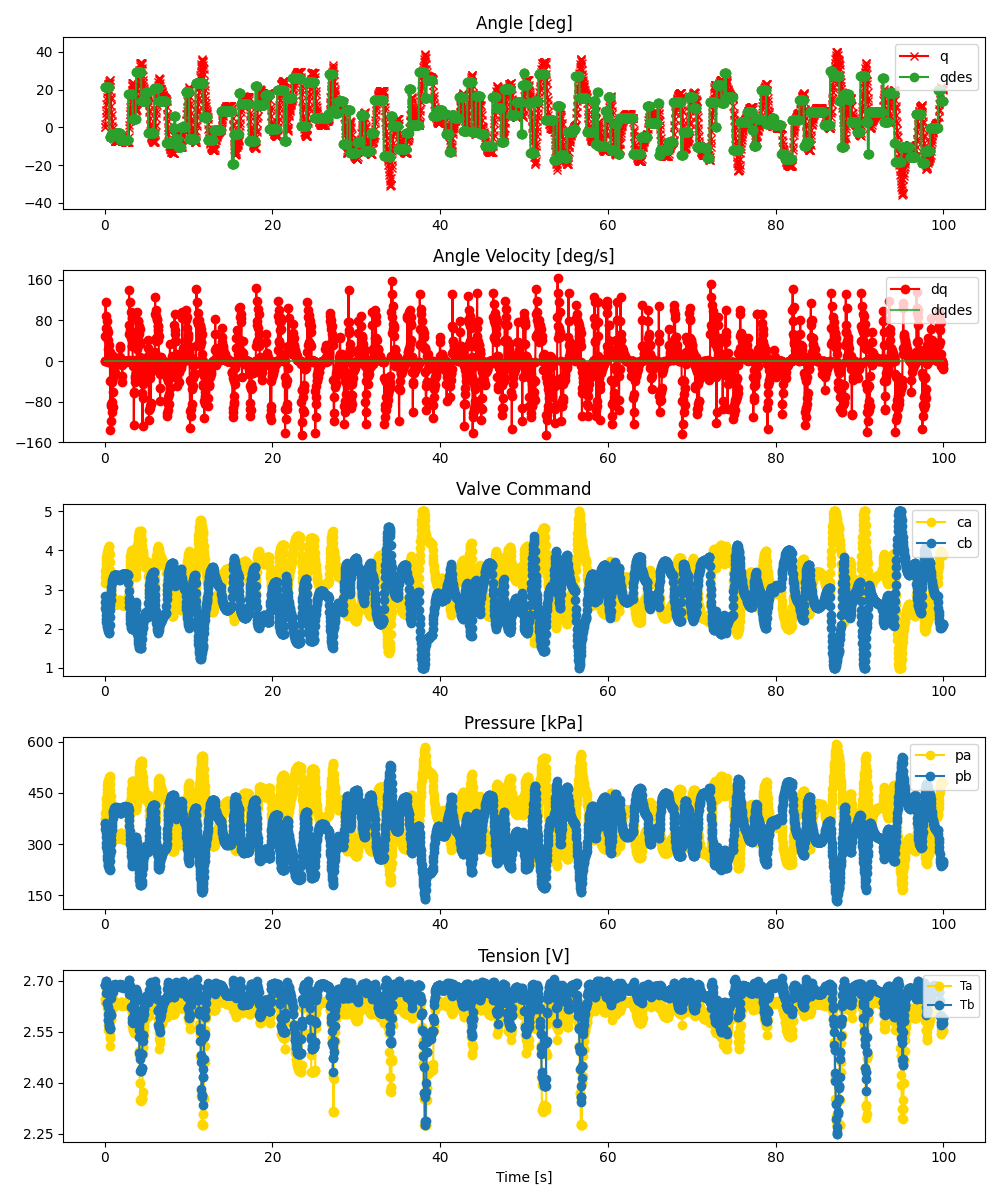 Angle [deg]
40
20
0
−20
−40
q
qdes
0 20 40 60 80 100
Angle Velocity [deg/s]
160
80
0
−80
−160
dq
dqdes
0 20 40 60 80 100
Valve Command
5
4
3
2
1
ca
cb
0 20 40 60 80 100
Pressure [kPa]
600
450
300
150
pa
pb
0 20 40 60 80 100
Tension [V]
2.70
2.55
2.40
2.25
Ta
Tb
0 20 40 60 80 100
Time [s]